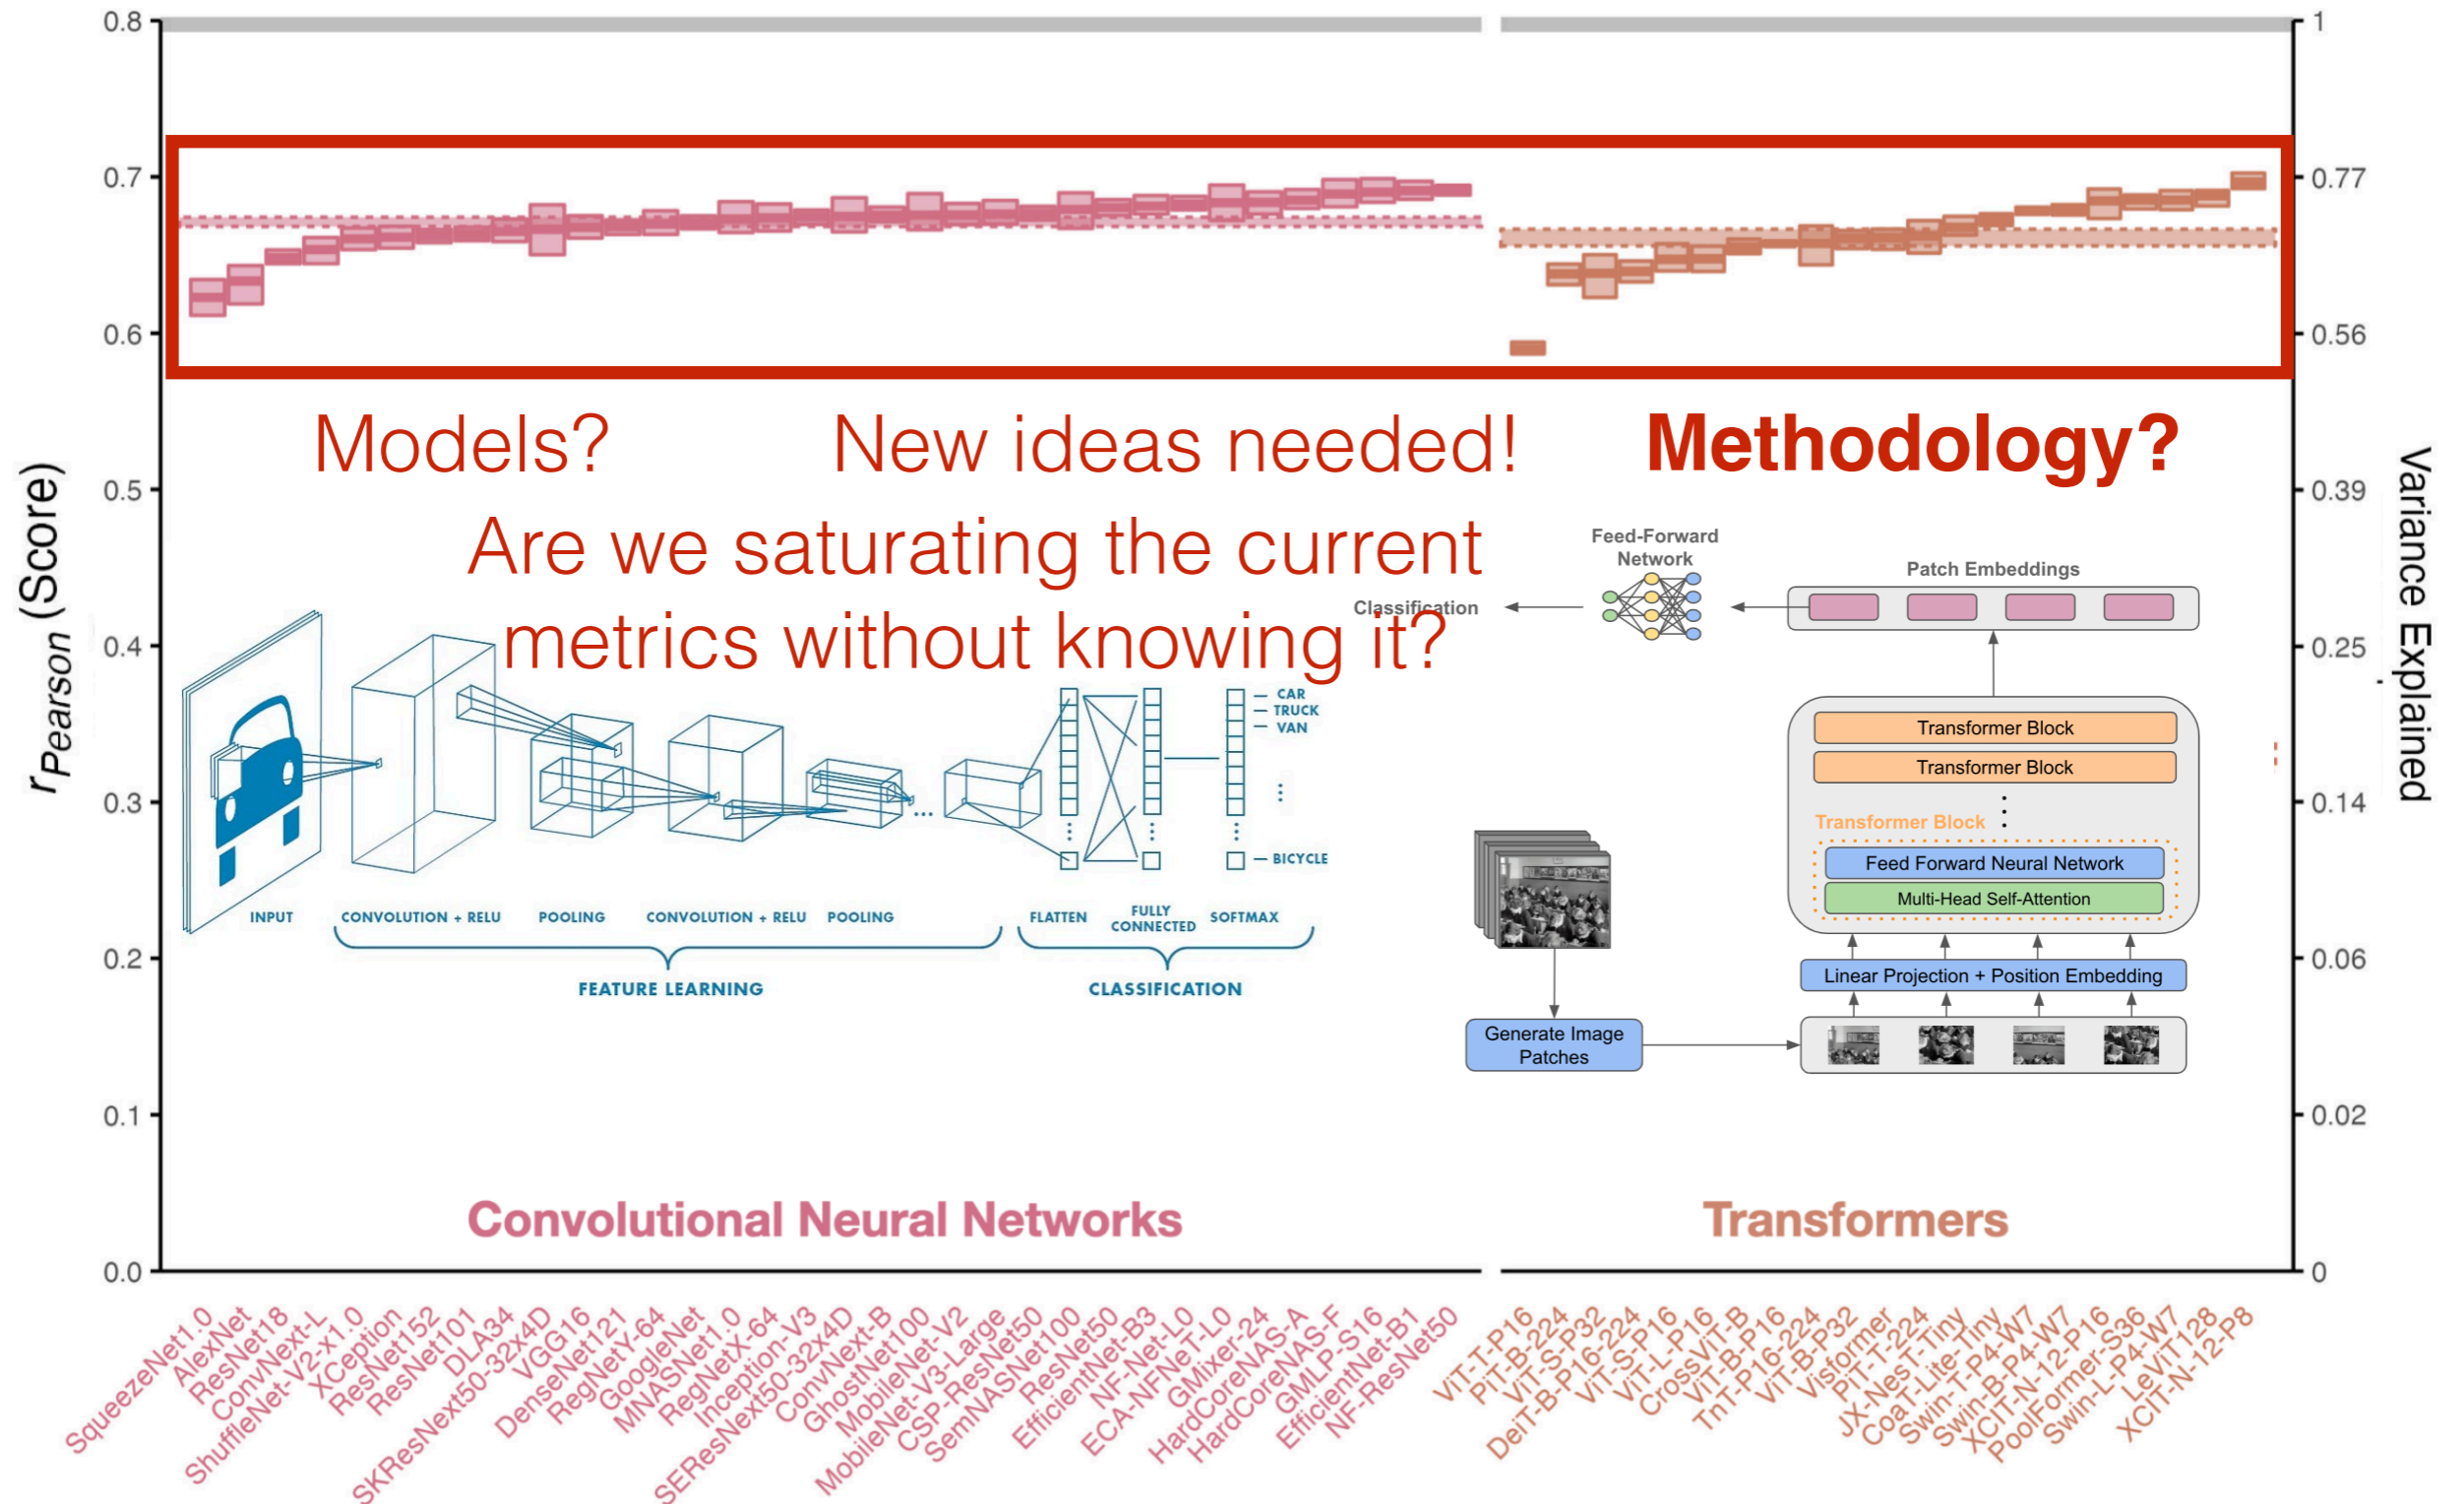 0.8
0.7
0.6
0.5
0.4
0.3
0.2
0.1
0.0
rPearson (Score)
1
0.77
0.56
0.39
0.25
0.14
0.06
0.02
0
Variance Explained
Models?
New ideas needed!
Methodology?
Are we saturating the current
metrics without knowing it?
CAR
TRUCK
VAN
BICYCLE
INPUT
CONVOLUTION + RELU
POOLING
CONVOLUTION + RELU
POOLING
FLATTEN
FULLY
CONNECTED
SOFTMAX
FEATURE LEARNING
CLASSIFICATION
Feed-Forward
Network
Patch Embeddings
Classification
Transformer Block
Transformer Block
Transformer Block
Feed Forward Neural Network
Multi-Head Self-Attention
Linear Projection + Position Embedding
Generate Image
Patches
Convolutional Neural Networks
Transformers
SqueezeNet1.0
AlexNet
ResNet18
ConvNext-L
ShuffleNet-V2-x1.0
XCeption
ResNet152
ResNet101
DLA34
SKResNext50-32x4D
VGG16
DenseNet121
RegNetY-64
GoogleNet
MNASNet1.0
RegNetX-64
Inception-V3
SEResNext50-32x4D
ConvNext-B
GhostNet100
MobileNet-V2
MobileNet-V3-Large
CSP-ResNet50
SemNASNet100
ResNet50
EfficientNet-B3
NF-Net-L0
ECA-NFNeT-L0
GMixer-24
HardCoreNAS-A
HardCoreNAS-F
GMLP-S16
EfficientNet-B1
NF-ResNet50
ViT-T-P16
PiT-B-224
ViT-S-P32
DeiT-B-P16-224
ViT-S-P16
ViT-L-P16
CrossViT-B
ViT-B-P16
TnT-P16-224
ViT-B-P32
Visformer
PiT-T-224
JX-Nest-Tiny
CoaT-Lite-Tiny
Swin-T-P4-W7
Swin-B-P4-W7
XCiT-N-12-P16
PoolFormer-S36
Swin-L-P4-W7
LeViT128
XCiT-N-12-P8